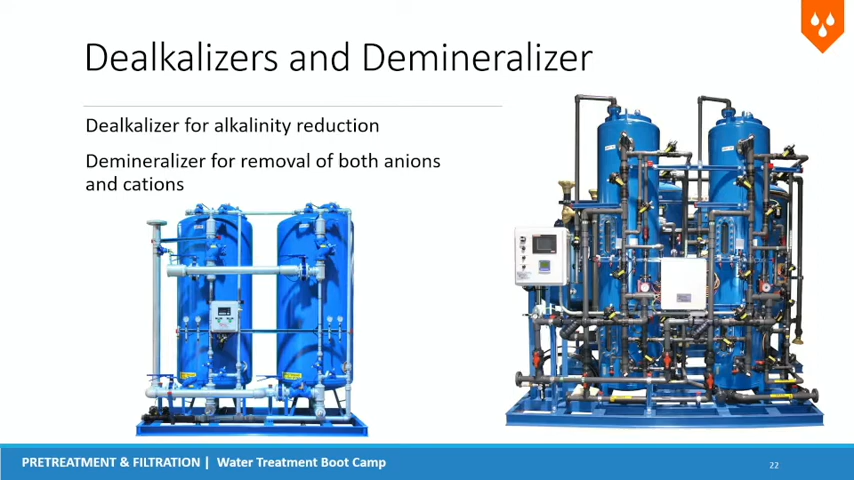 Dealkalizers and Demineralizer
Dealkalizer for alkalinity reduction
Demineralizer for removal of both anions
and cations
PRETREATMENT & FILTRATION | Water Treatment Boot Camp
22